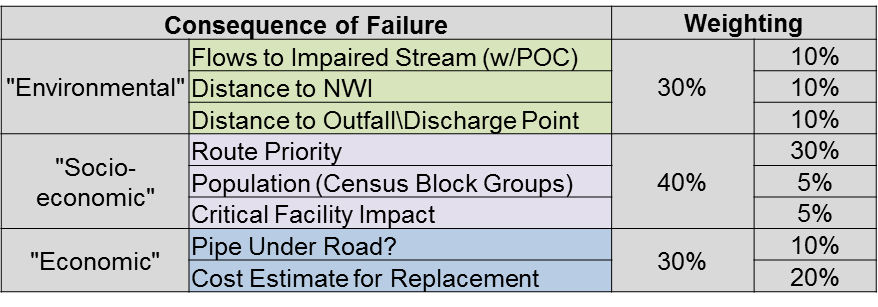 Consequence of Failure Weighting
"Environmental" Flows to Impaired Stream (w/POC) 30% 10%
Distance to NWI 10%
Distance to Outfall\Discharge Point 10%
"Socio-economic" Route Priority 40% 30%
Population (Census Block Groups) 5%
Critical Facility Impact 5%
"Economic" Pipe Under Road? 30% 10%
Cost Estimate for Replacement 20%